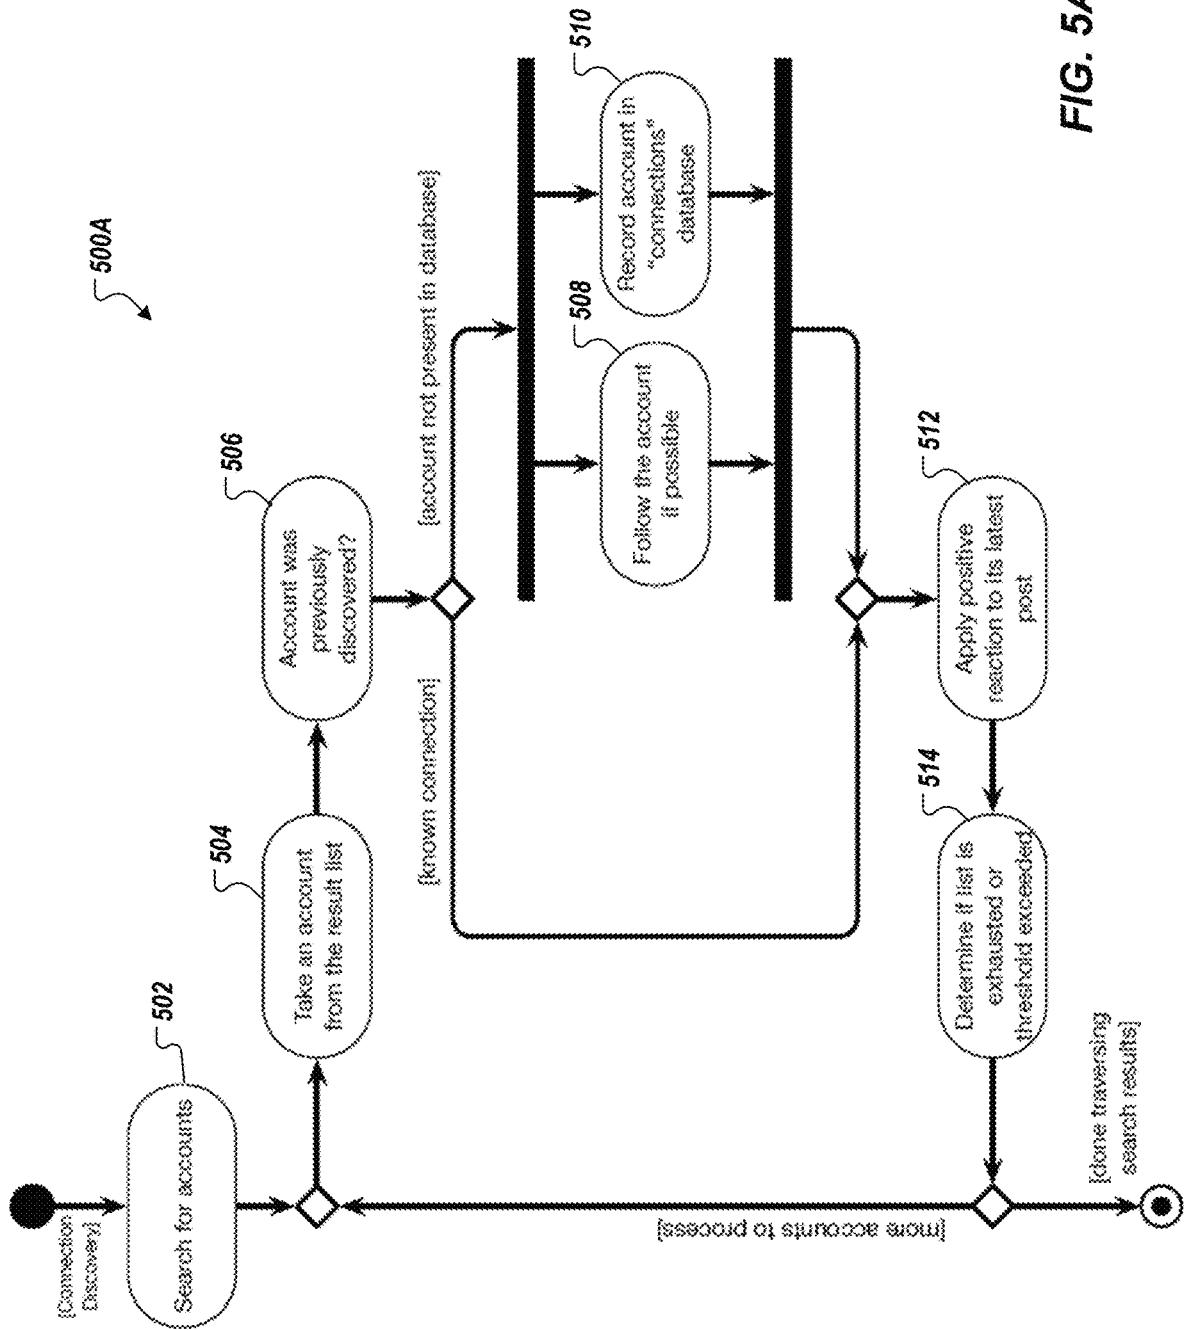 500A
[Connection
Discovery]
502
Search for accounts
504
Take an account
from the result list
506
Account was
previously
discovered?
[known connection]
[account not present in database]
508
Follow the account
if possible
510
Record account in
"connections"
database
512
Apply positive
reaction to its latest
post
514
Determine if list is
exhausted or
threshold exceeded
[more accounts to process]
[done traversing
search results]
FIG. 5A